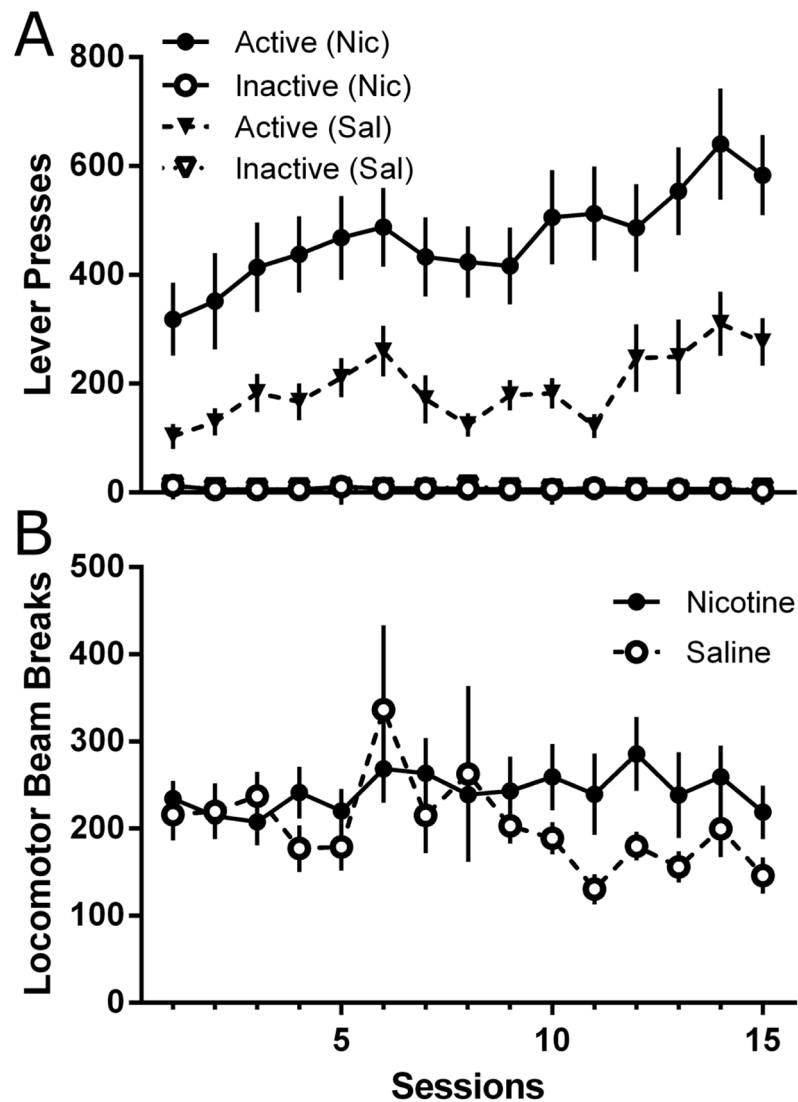 A
Active (Nic)
Inactive (Nic)
Active (Sal)
Inactive (Sal)
800
600
400
200
0
Lever Presses
B
Nicotine
Saline
500
400
300
200
100
0
Locomotor Beam Breaks
5 10 15
Sessions